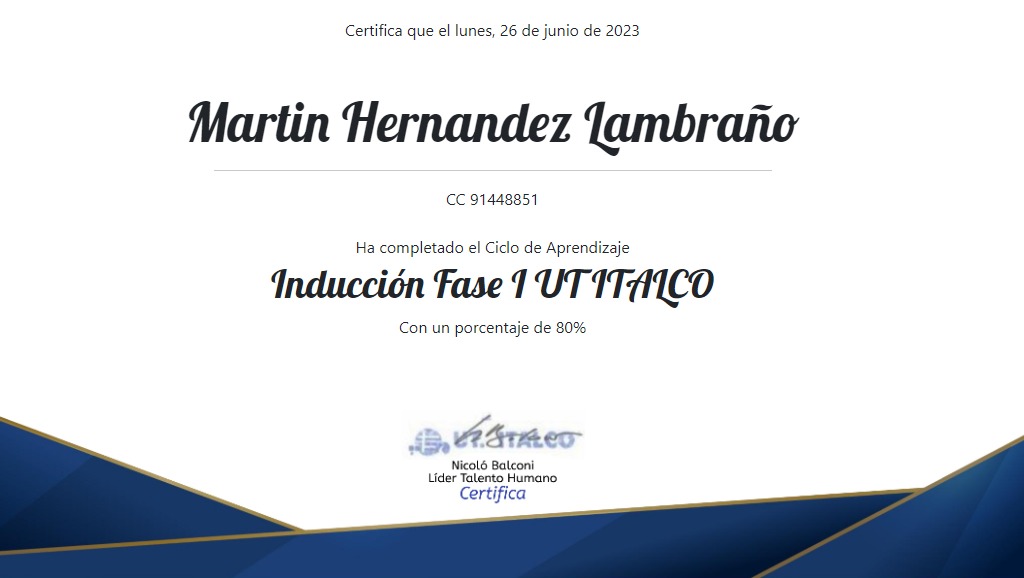 Certifica que el lunes, 26 de junio de 2023
Martin Hernandez Lambraño
CC 91448851
Ha completado el Ciclo de Aprendizaje
Inducción Fase I UT ITALCO
Con un porcentaje de 80%
UT. ITALCO
Nicoló Balconi
Líder Talento Humano
Certifica